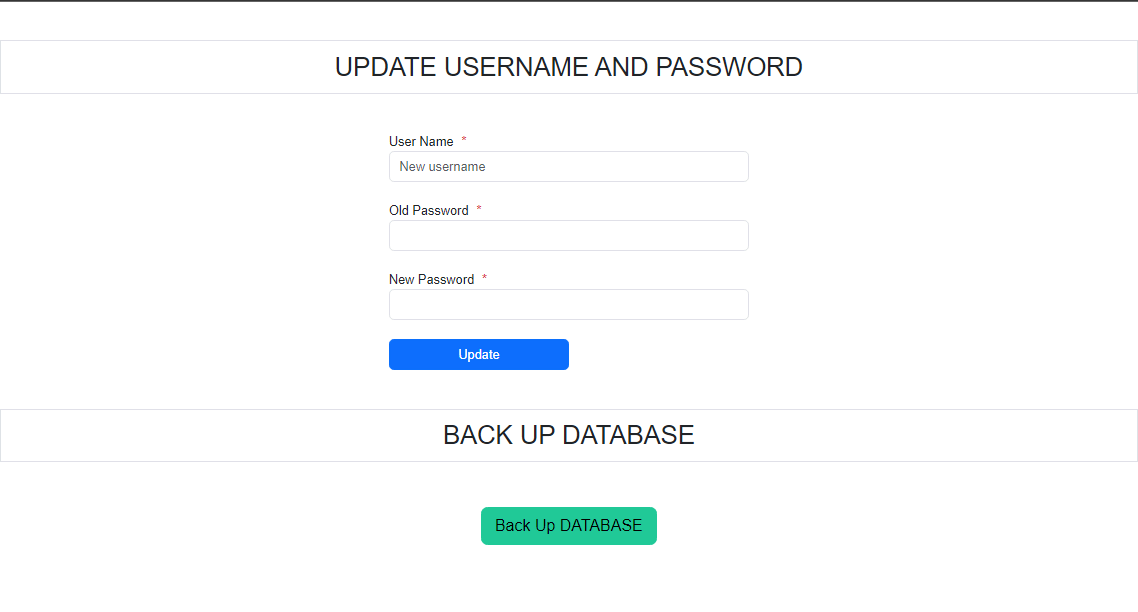 UPDATE USERNAME AND PASSWORD
User Name *
New username
Old Password *
New Password *
Update
BACK UP DATABASE
Back Up DATABASE